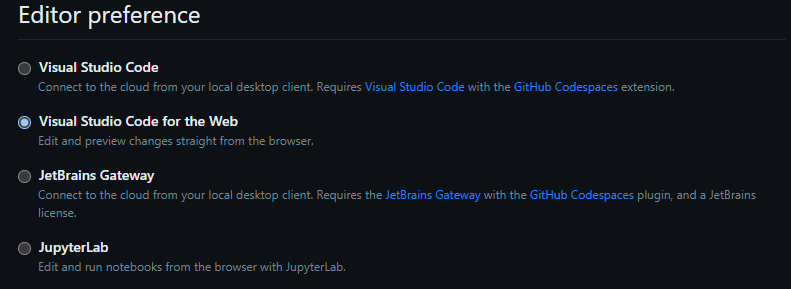 Editor preference
Visual Studio Code
Connect to the cloud from your local desktop client. Requires Visual Studio Code with the GitHub Codespaces extension.
Visual Studio Code for the Web
Edit and preview changes straight from the browser.
JetBrains Gateway
Connect to the cloud from your local desktop client. Requires the JetBrains Gateway with the GitHub Codespaces plugin, and a JetBrains
license.
JupyterLab
Edit and run notebooks from the browser with JupyterLab.